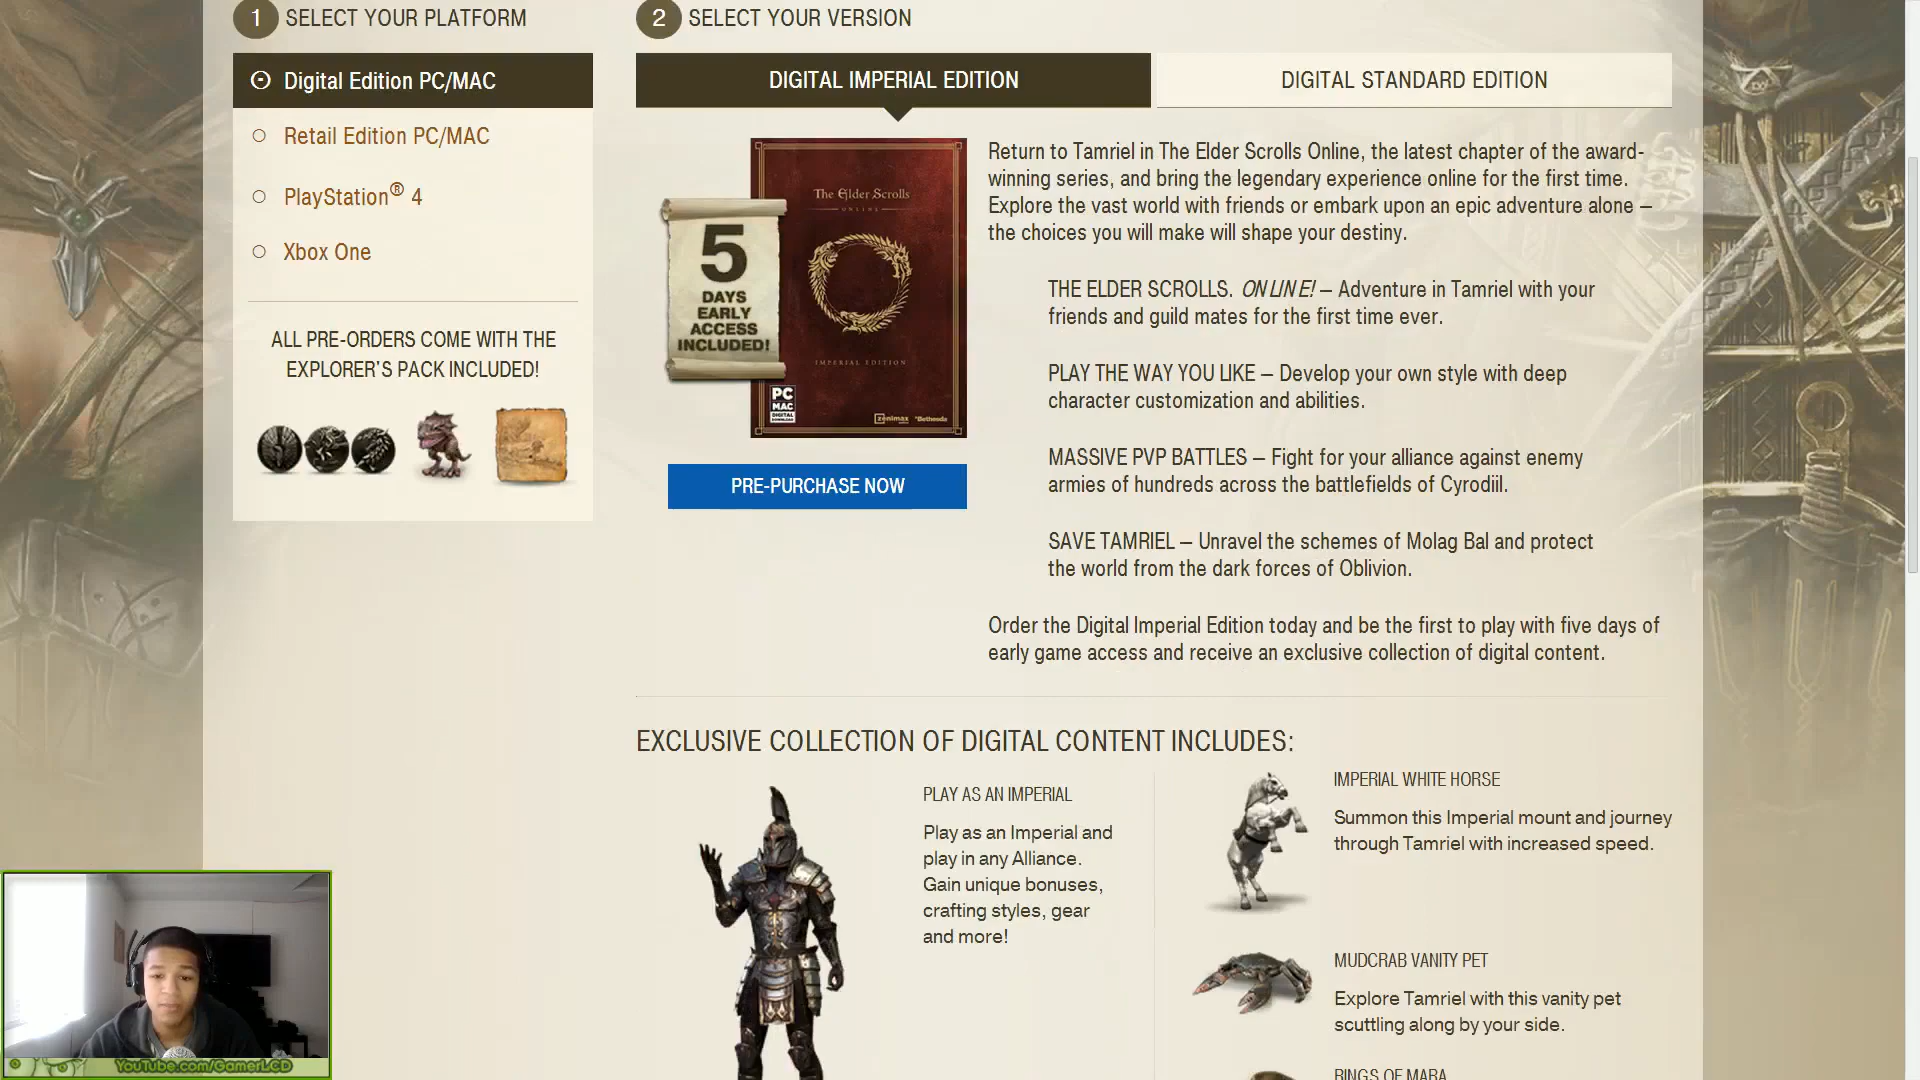 1 SELECT YOUR PLATFORM
Digital Edition PC/MAC
Retail Edition PC/MAC
PlayStation® 4
Xbox One
ALL PRE-ORDERS COME WITH THE
EXPLORER'S PACK INCLUDED!
2 SELECT YOUR VERSION
DIGITAL IMPERIAL EDITION
DIGITAL STANDARD EDITION
The Elder Scrolls
ONLINE
IMPERIAL EDITION
5
DAYS
EARLY
ACCESS
INCLUDED!
PC
MAC
DIGITAL
DOWNLOAD
zenimax
Bethesda
PRE-PURCHASE NOW
Return to Tamriel in The Elder Scrolls Online, the latest chapter of the award-
winning series, and bring the legendary experience online for the first time.
Explore the vast world with friends or embark upon an epic adventure alone –
the choices you will make will shape your destiny.
THE ELDER SCROLLS. ONLINE! – Adventure in Tamriel with your
friends and guild mates for the first time ever.
PLAY THE WAY YOU LIKE – Develop your own style with deep
character customization and abilities.
MASSIVE PVP BATTLES – Fight for your alliance against enemy
armies of hundreds across the battlefields of Cyrodiil.
SAVE TAMRIEL – Unravel the schemes of Molag Bal and protect
the world from the dark forces of Oblivion.
Order the Digital Imperial Edition today and be the first to play with five days of
early game access and receive an exclusive collection of digital content.
EXCLUSIVE COLLECTION OF DIGITAL CONTENT INCLUDES:
PLAY AS AN IMPERIAL
Play as an Imperial and
play in any Alliance.
Gain unique bonuses,
crafting styles, gear
and more!
IMPERIAL WHITE HORSE
Summon this Imperial mount and journey
through Tamriel with increased speed.
MUDCRAB VANITY PET
Explore Tamriel with this vanity pet
scuttling along by your side.
RINGS OF MARA
YouTube.com/GamerLCD